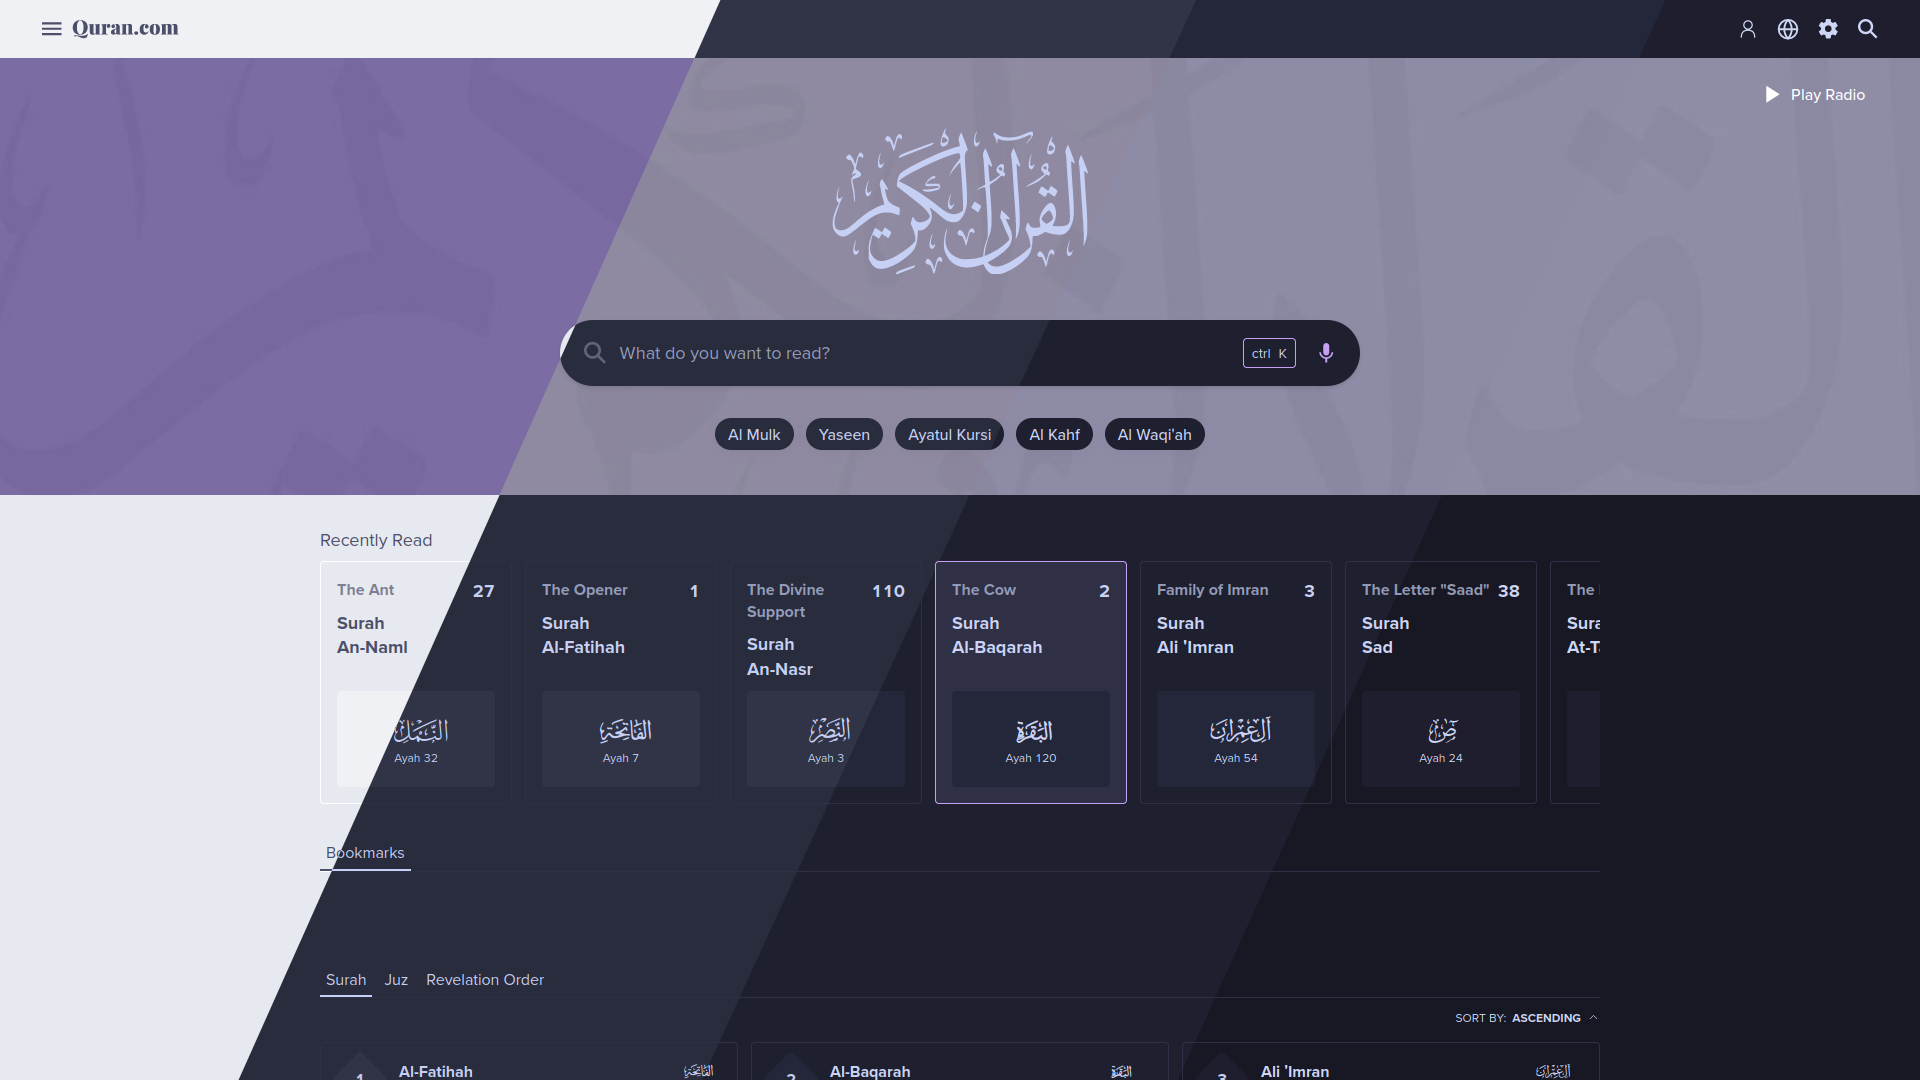 Quran.com
Play Radio
القرآن الكريم
What do you want to read?
ctrl K
Al Mulk
Yaseen
Ayatul Kursi
Al Kahf
Al Waqi'ah
Recently Read
The Ant 27
Surah
An-Naml
النمل
Ayah 32
The Opener 1
Surah
Al-Fatihah
الفاتحة
Ayah 7
The Divine 110
Support
Surah
An-Nasr
النصر
Ayah 3
The Cow 2
Surah
Al-Baqarah
البقرة
Ayah 120
Family of Imran 3
Surah
Ali 'Imran
آل عمران
Ayah 54
The Letter "Saad" 38
Surah
Sad
ص
Ayah 24
The
Bookmarks
Surah Juz Revelation Order
SORT BY: ASCENDING
1 Al-Fatihah الفاتحة
2 Al-Baqarah البقرة
3 Ali 'Imran آل عمران